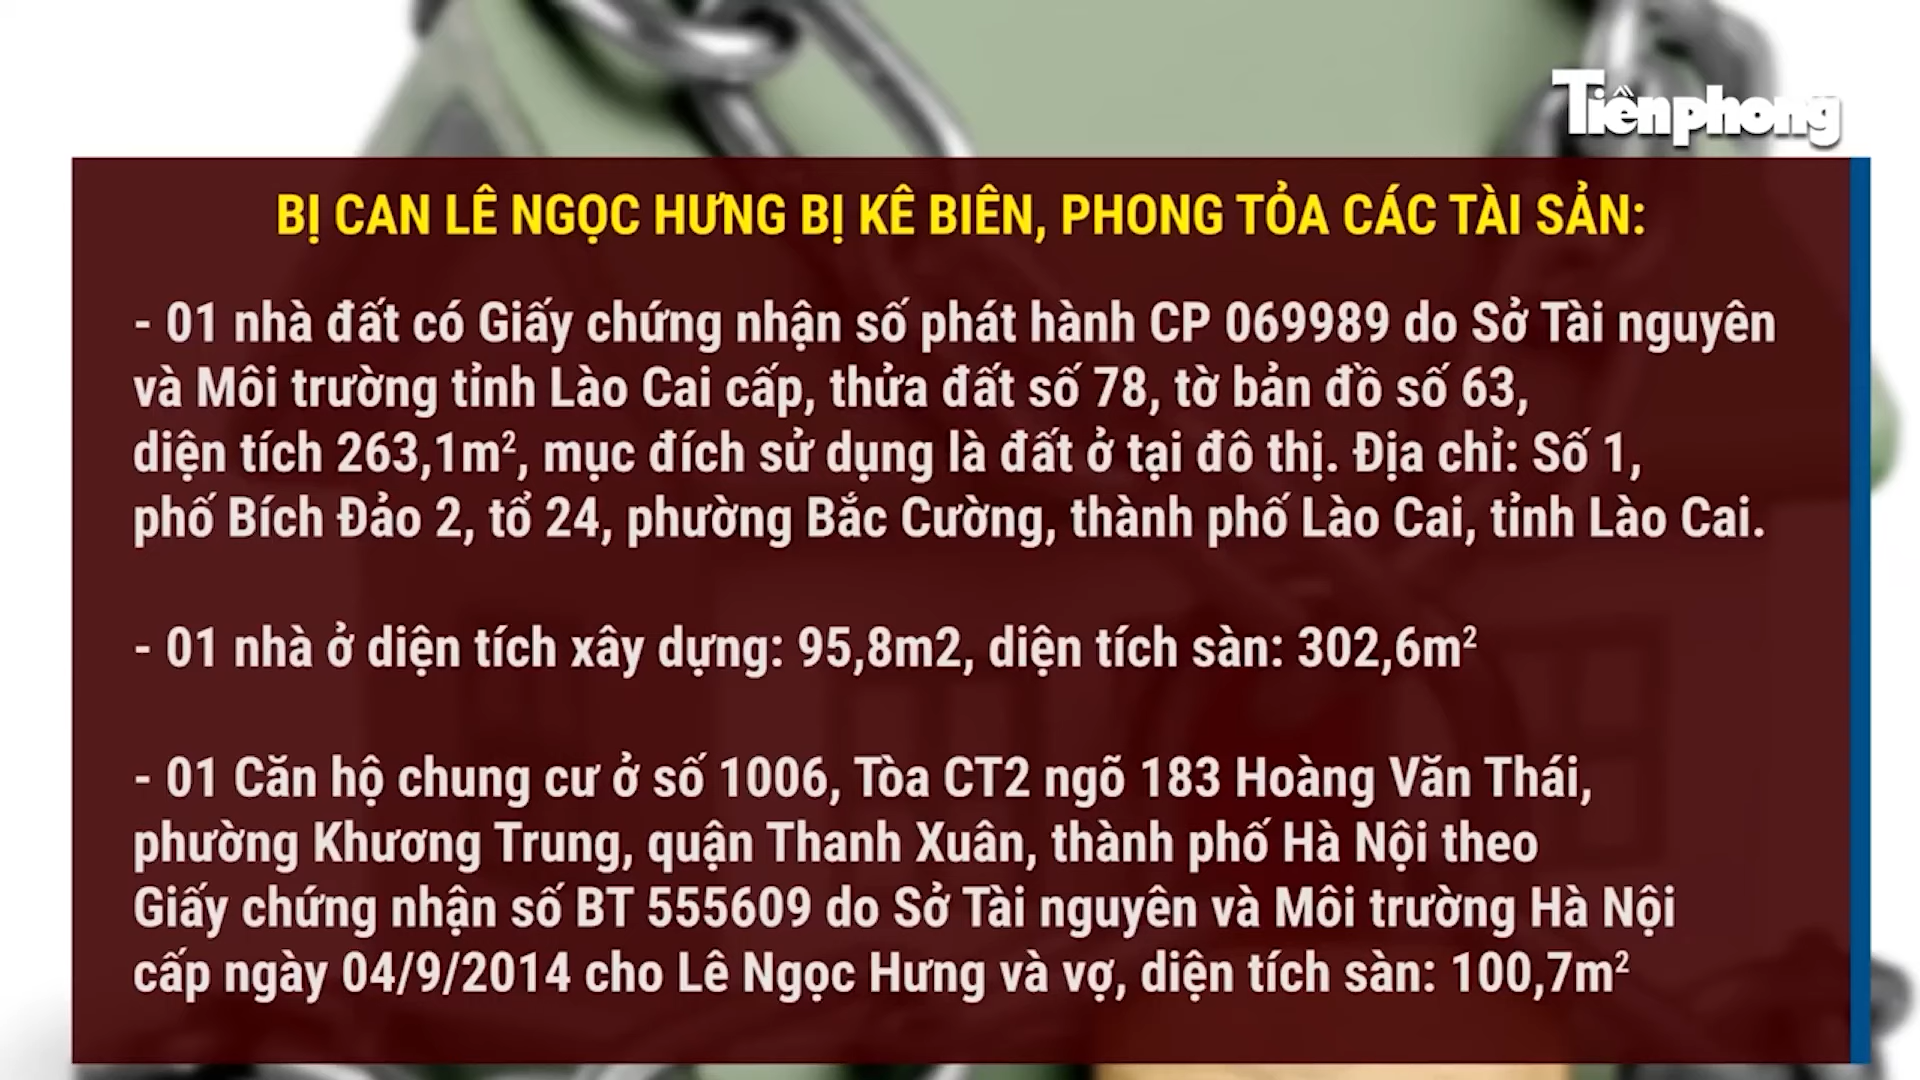 Tiềnphong
BỊ CAN LÊ NGỌC HƯNG BỊ KÊ BIÊN, PHONG TỎA CÁC TÀI SẢN:
- 01 nhà đất có Giấy chứng nhận số phát hành CP 069989 do Sở Tài nguyên
và Môi trường tỉnh Lào Cai cấp, thửa đất số 78, tờ bản đồ số 63,
diện tích 263,1m², mục đích sử dụng là đất ở tại đô thị. Địa chỉ: Số 1,
phố Bích Đảo 2, tổ 24, phường Bắc Cường, thành phố Lào Cai, tỉnh Lào Cai.
- 01 nhà ở diện tích xây dựng: 95,8m2, diện tích sàn: 302,6m²
- 01 Căn hộ chung cư ở số 1006, Tòa CT2 ngõ 183 Hoàng Văn Thái,
phường Khương Trung, quận Thanh Xuân, thành phố Hà Nội theo
Giấy chứng nhận số BT 555609 do Sở Tài nguyên và Môi trường Hà Nội
cấp ngày 04/9/2014 cho Lê Ngọc Hưng và vợ, diện tích sàn: 100,7m²